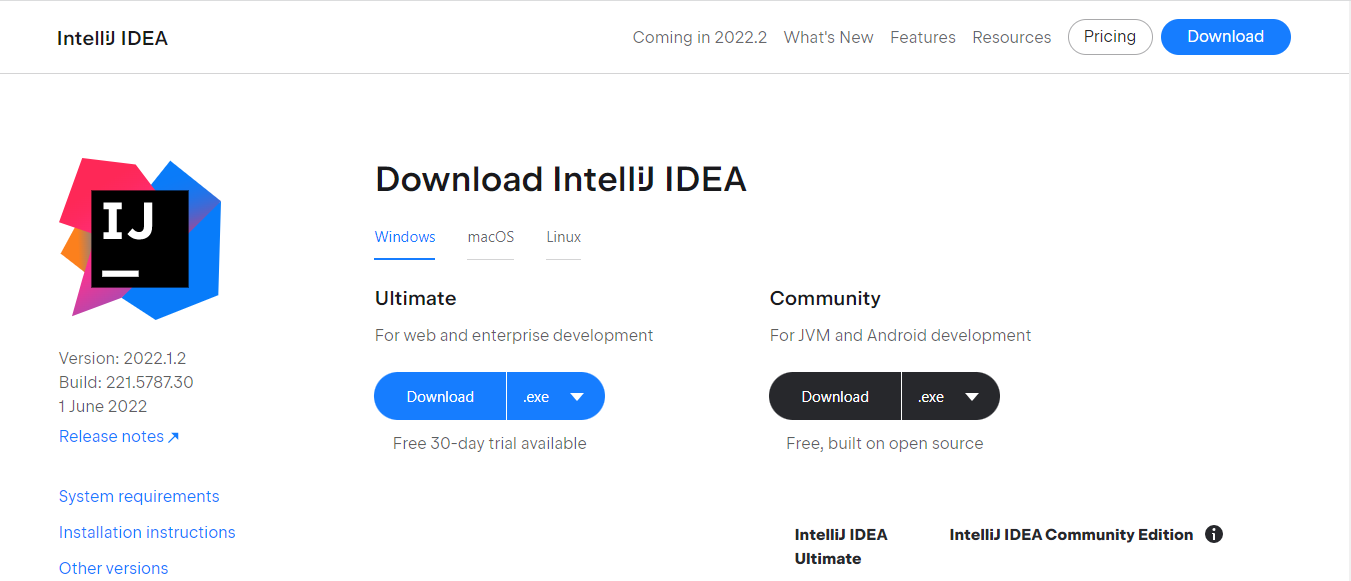 IntelliJ IDEA
Coming in 2022.2 What's New Features Resources Pricing Download
IJ
Download IntelliJ IDEA
Windows macOS Linux
Ultimate
For web and enterprise development
Download .exe
Free 30-day trial available
Community
For JVM and Android development
Download .exe
Free, built on open source
Version: 2022.1.2
Build: 221.5787.30
1 June 2022
Release notes
System requirements
Installation instructions
Other versions
IntelliJ IDEA
Ultimate
IntelliJ IDEA Community Edition